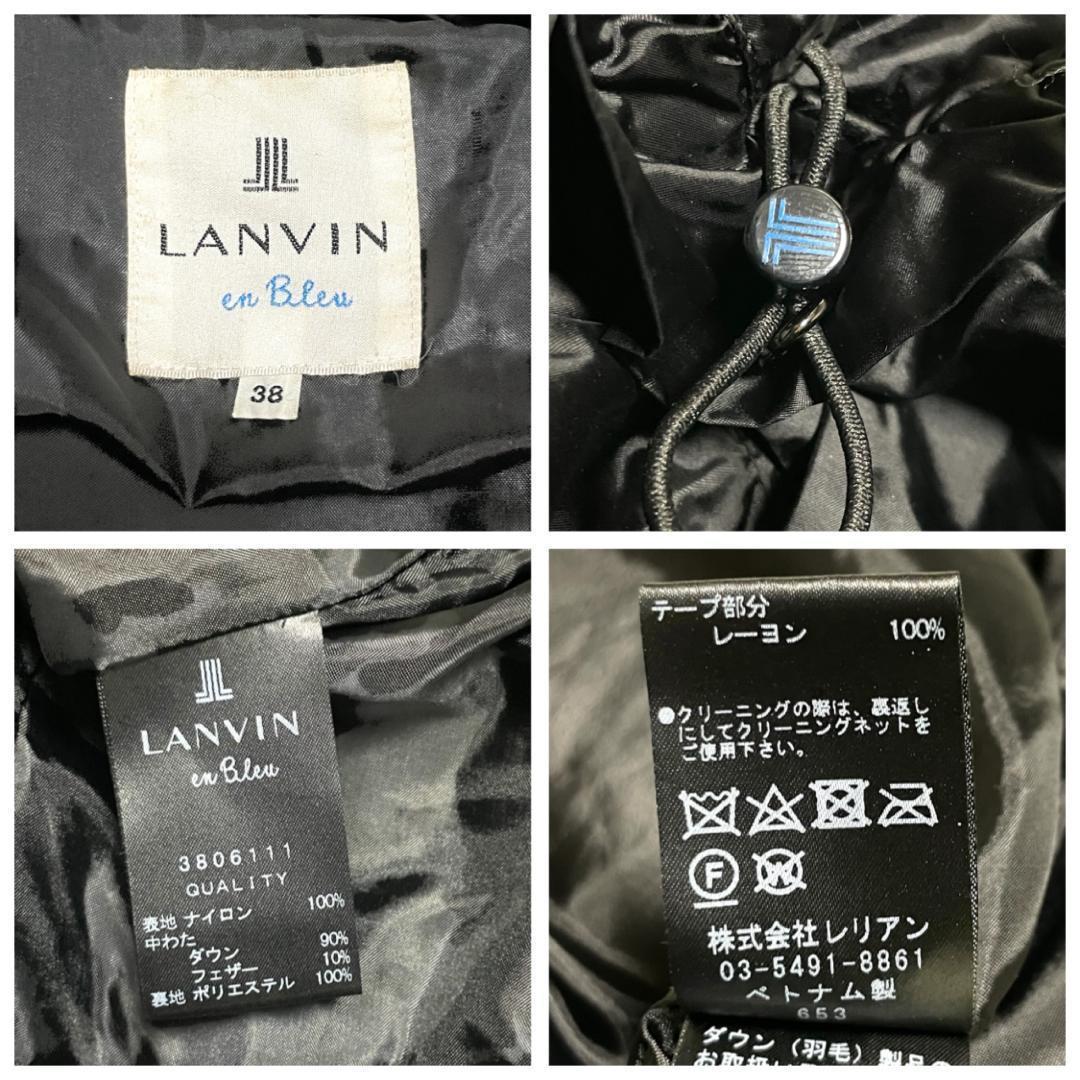 LANVIN
en Bleu
38
LANVIN
en Bleu
3806111
QUALITY
表地 ナイロン 100%
中わた
ダウン 90%
フェザー 10%
裏地 ポリエステル 100%
テープ部分
レーヨン 100%
●クリーニングの際は、裏返し
にしてクリーニングネットを
ご使用下さい。
F
W
株式会社レリアン
03-5491-8861
ベトナム製
653
ダウン(羽毛)製品の
お取扱い